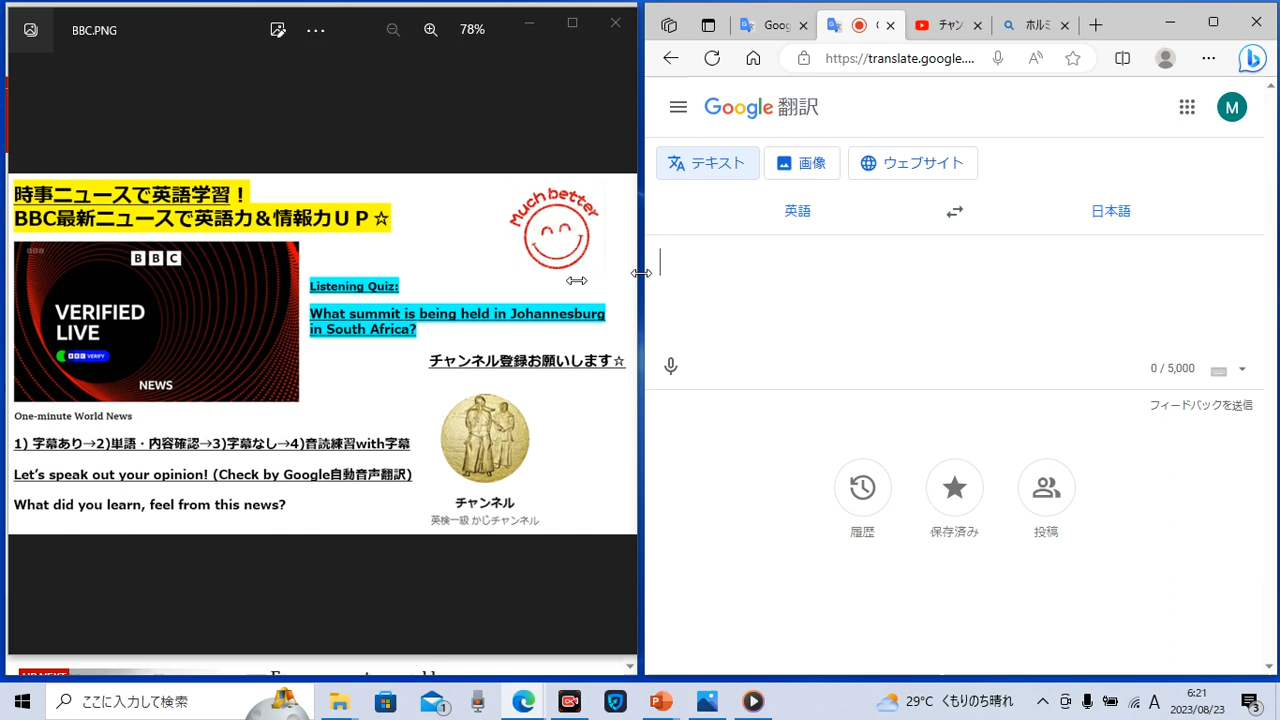 BBC.PNG
78%
時事ニュースで英語学習！
BBC最新ニュースで英語力＆情報力ＵＰ☆
Much better
BBC
VERIFIED
LIVE
BBC VERIFY
NEWS
One-minute World News
Listening Quiz:
What summit is being held in Johannesburg
in South Africa?
チャンネル登録お願いします☆
1) 字幕あり→2)単語・内容確認→3)字幕なし→4)音読練習with字幕
Let's speak out your opinion! (Check by Google自動音声翻訳)
What did you learn, feel from this news?
チャンネル
英検一級 かじチャンネル
Goog
チャン
ホルミ
https://translate.google....
Google 翻訳
M
テキスト
画像
ウェブサイト
英語
日本語
0 / 5,000
フィードバックを送信
履歴
保存済み
投稿
ここに入力して検索
1
29°C くもりのち晴れ
A
6:21
2023/08/23
3